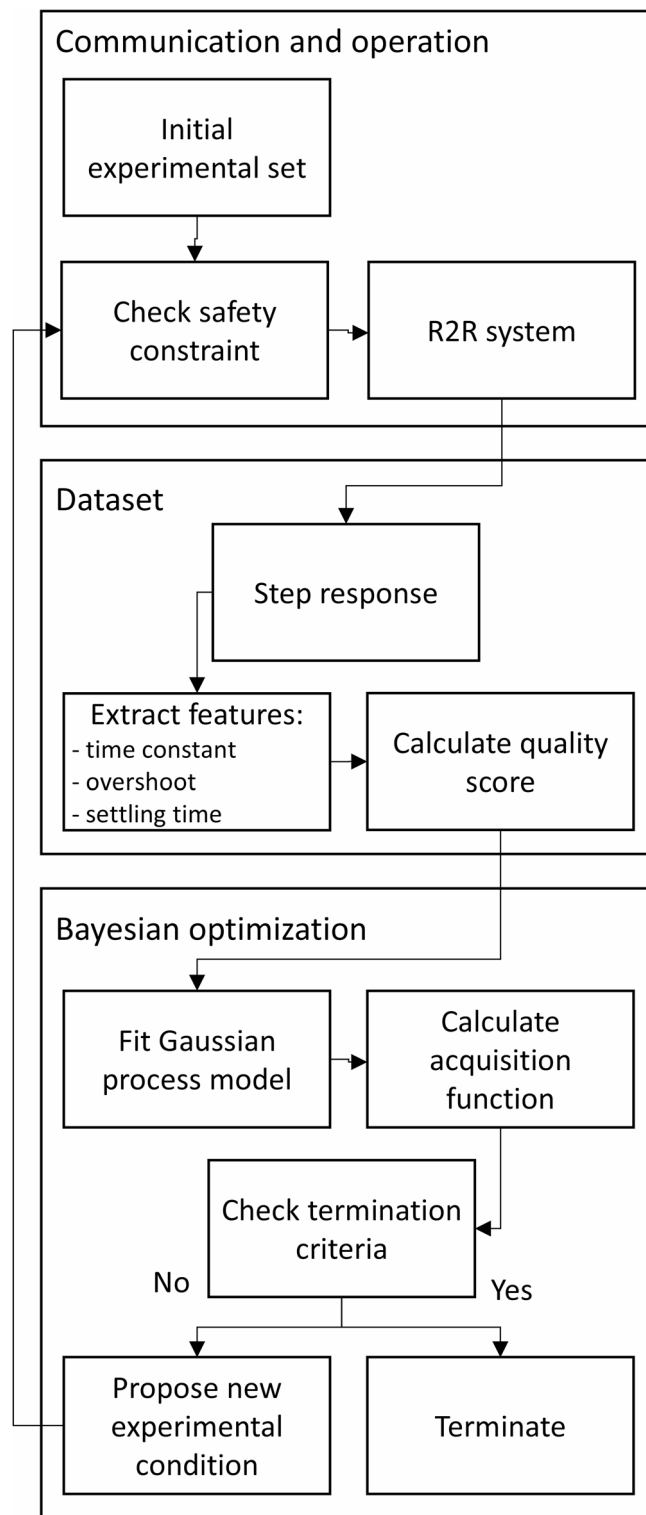 Communication and operation
Initial
experimental set
Check safety
constraint
R2R system
Dataset
Step response
Extract features:
- time constant
- overshoot
- settling time
Calculate quality
score
Bayesian optimization
Fit Gaussian
process model
Calculate
acquisition
function
Check termination
criteria
No
Yes
Propose new
experimental
condition
Terminate